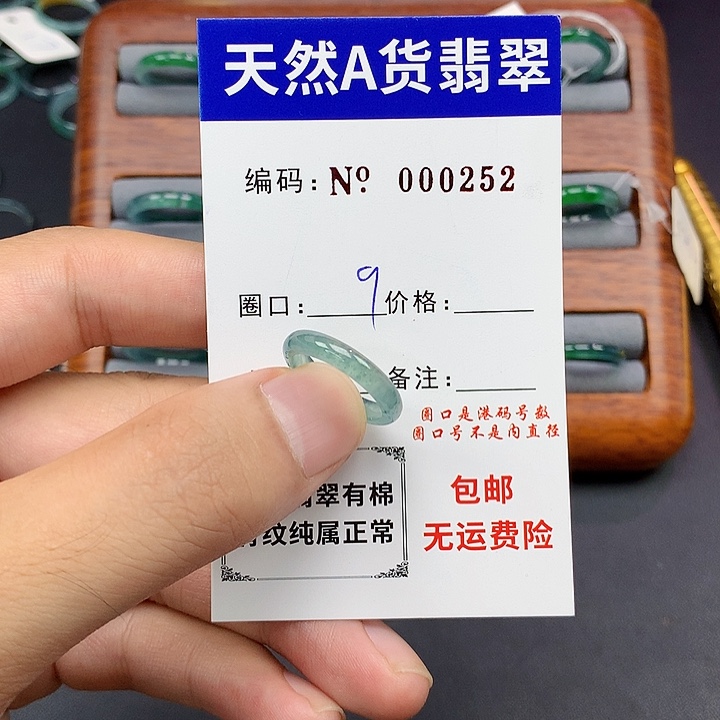 天然A货翡翠
编码：Nº 000252
圈口：9 价格：
备注：
圈口是港码号数
圈口号不是内直径
翠有棉
纹纯属正常
包邮
无运费险